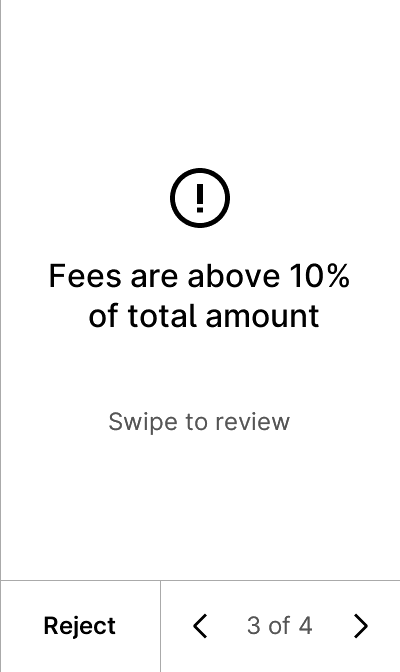 Fees are above 10%
of total amount
Swipe to review
Reject
3 of 4